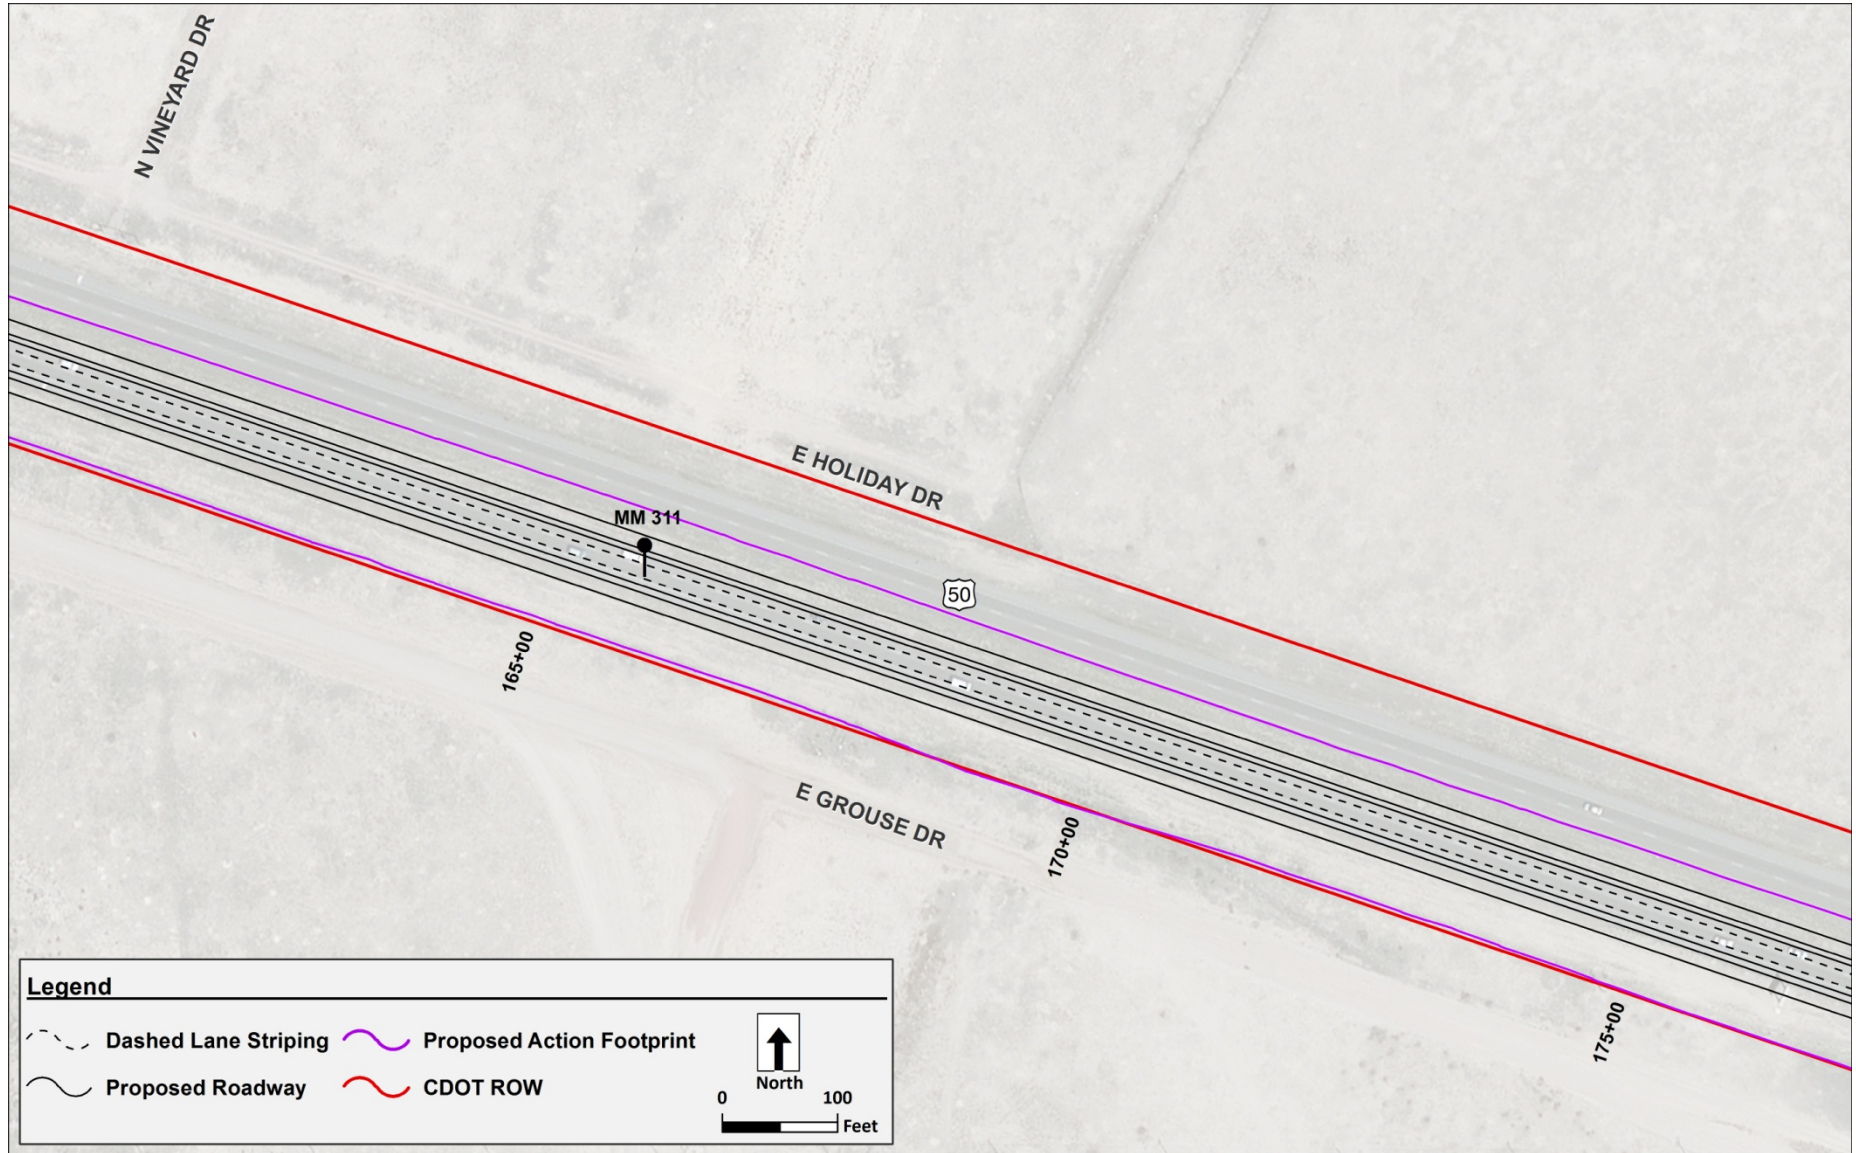 N VINEYARD DR
E HOLIDAY DR
MM 311
50
165+00
E GROUSE DR
170+00
175+00
Legend
Dashed Lane Striping
Proposed Action Footprint
Proposed Roadway
CDOT ROW
North
0 100
Feet